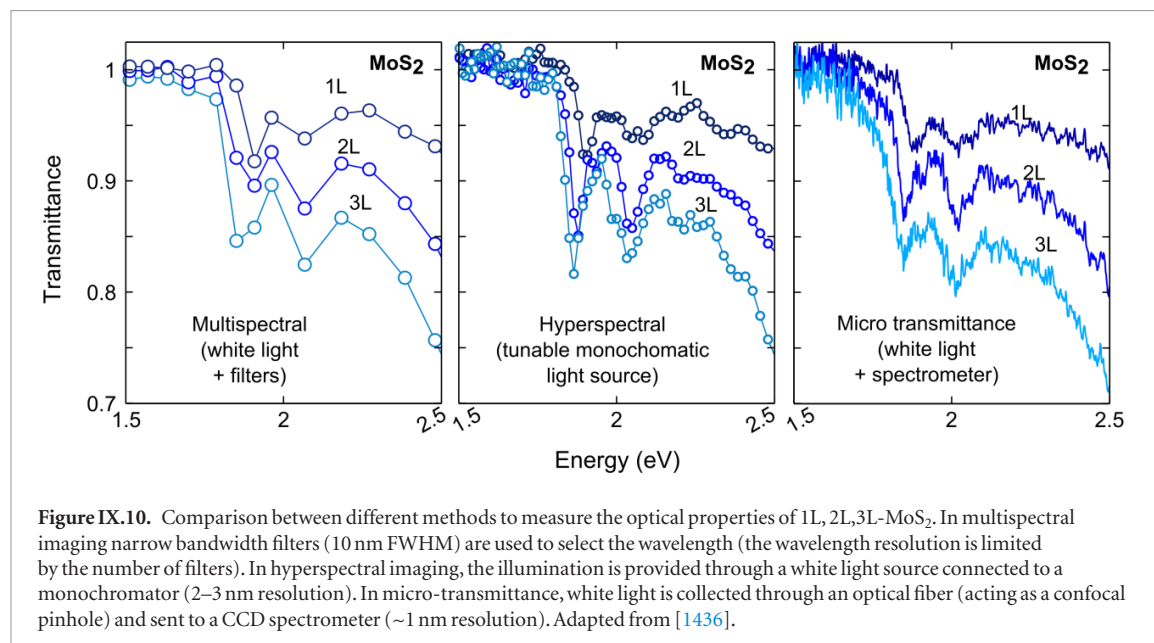 MoS2 MoS2 MoS2
1 1L 1L 1L
2L 2L 2L
0.9
3L 3L 3L
Transmittance
0.8
Multispectral Hyperspectral Micro transmittance
(white light (tunable monochomatic (white light
+ filters) light source) + spectrometer)
0.7
1.5 2 2.5 1.5 2 2.5 1.5 2 2.5
Energy (eV)
Figure IX.10. Comparison between different methods to measure the optical properties of 1L, 2L,3L-MoS2. In multispectral
imaging narrow bandwidth filters (10 nm FWHM) are used to select the wavelength (the wavelength resolution is limited
by the number of filters). In hyperspectral imaging, the illumination is provided through a white light source connected to a
monochromator (2–3 nm resolution). In micro-transmittance, white light is collected through an optical fiber (acting as a confocal
pinhole) and sent to a CCD spectrometer (~1 nm resolution). Adapted from [1436].